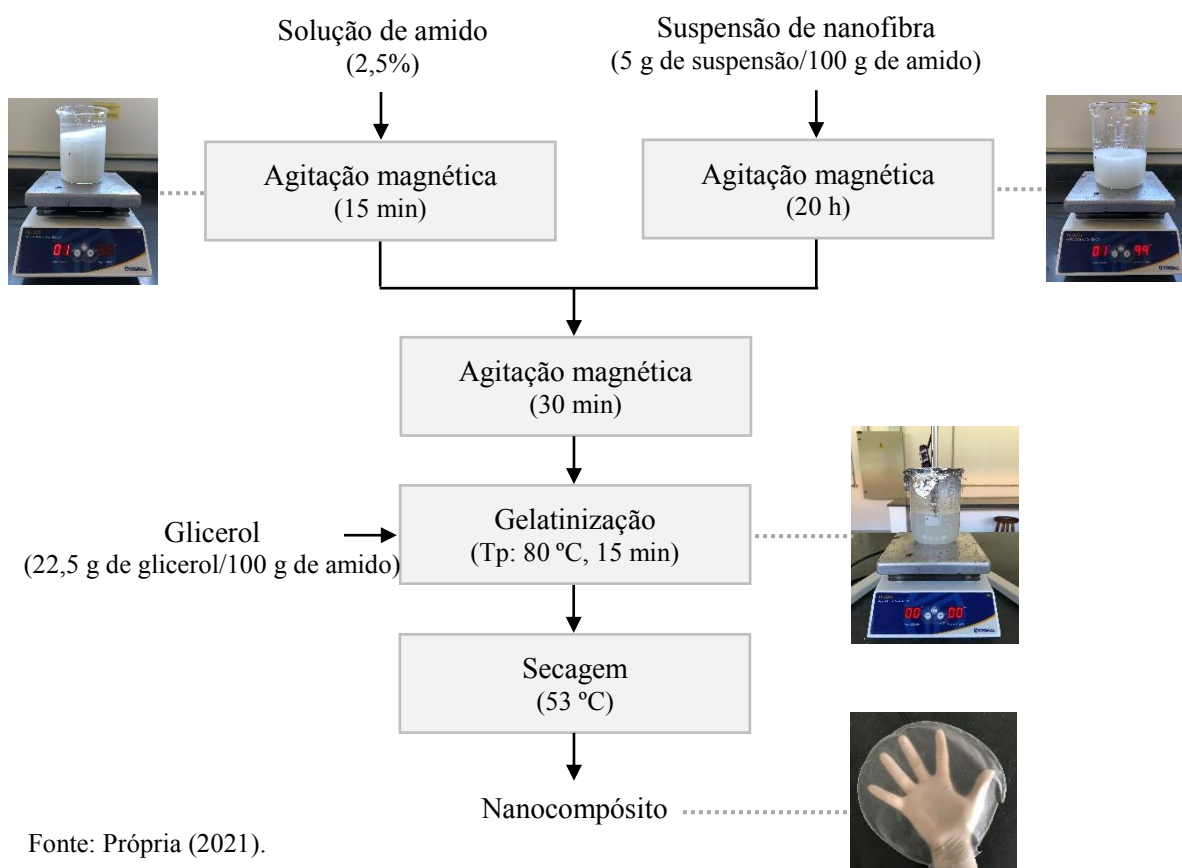 Solução de amido
(2,5%)
Suspensão de nanofibra
(5 g de suspensão/100 g de amido)
Agitação magnética
(15 min)
Agitação magnética
(20 h)
Agitação magnética
(30 min)
Glicerol
(22,5 g de glicerol/100 g de amido)
Gelatinização
(Tp: 80 ºC, 15 min)
Secagem
(53 ºC)
Nanocompósito
Fonte: Própria (2021).